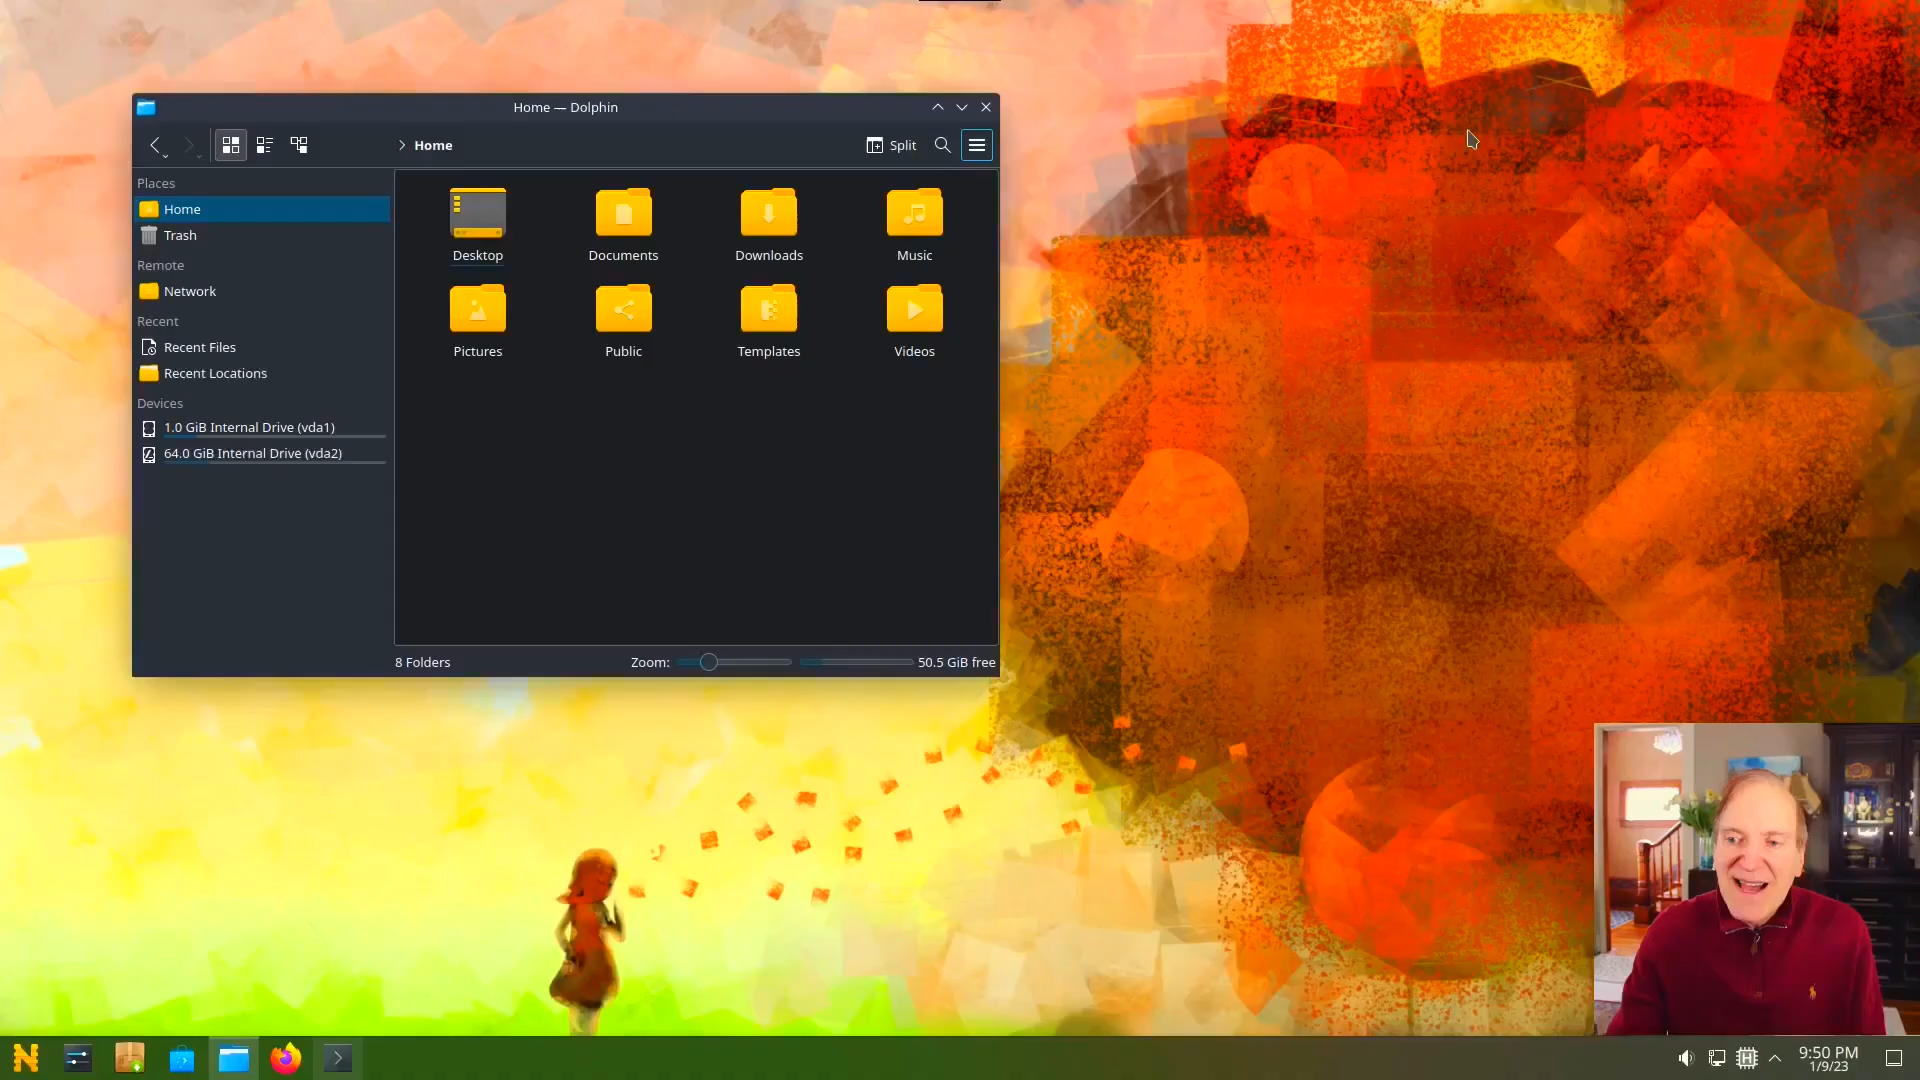 Home — Dolphin
Home
Split
Places
Home
Trash
Remote
Network
Recent
Recent Files
Recent Locations
Devices
1.0 GiB Internal Drive (vda1)
64.0 GiB Internal Drive (vda2)
Desktop
Documents
Downloads
Music
Pictures
Public
Templates
Videos
8 Folders
Zoom:
50.5 GiB free
N
H
9:50 PM
1/9/23